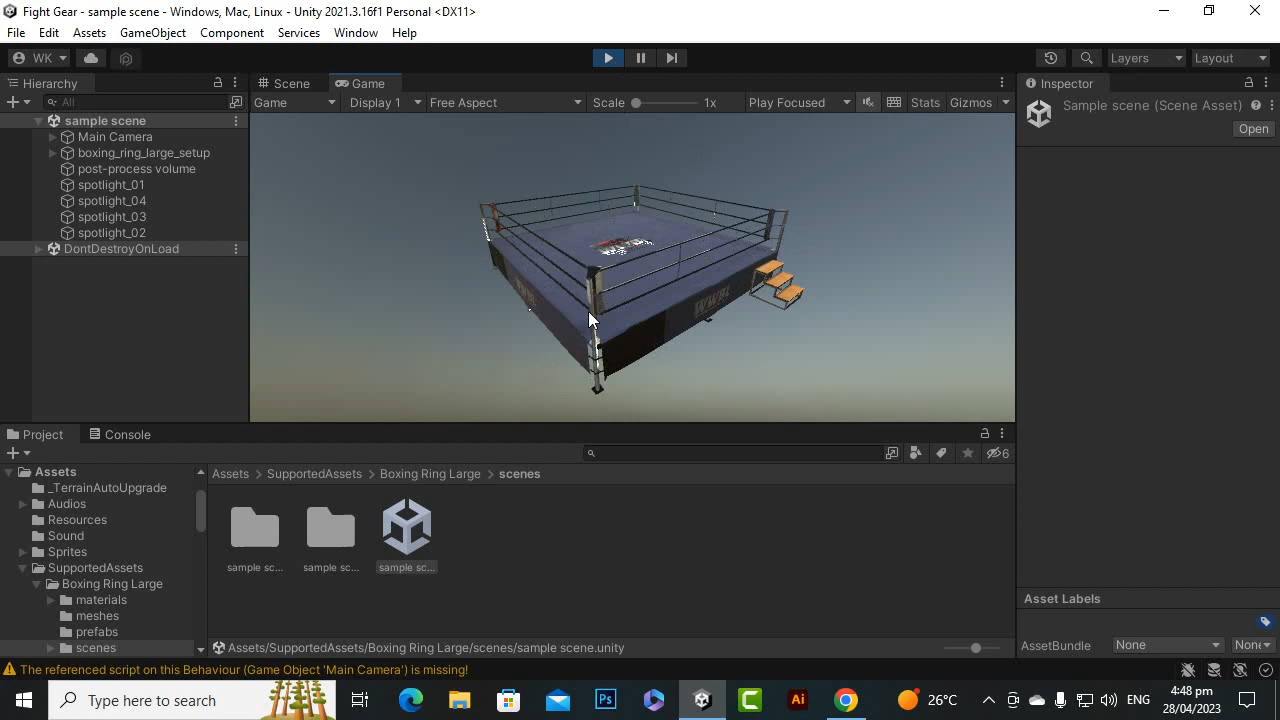 Fight Gear - sample scene - Windows, Mac, Linux - Unity 2021.3.16f1 Personal <DX11>
File Edit Assets GameObject Component Services Window Help
WK Layers Layout
Hierarchy Scene Game Inspector
All Game Display 1 Free Aspect Scale 1x Play Focused Stats Gizmos
Sample scene (Scene Asset)
Open
sample scene
Main Camera
boxing_ring_large_setup
post-process volume
spotlight_01
spotlight_04
spotlight_03
spotlight_02
DontDestroyOnLoad
Project Console
6
Assets
Assets > SupportedAssets > Boxing Ring Large > scenes
_TerrainAutoUpgrade
Audios
Resources
Sound
Sprites
SupportedAssets
Boxing Ring Large
materials
meshes
prefabs
scenes
sample sc... sample sc... sample sc...
Asset Labels
Assets/SupportedAssets/Boxing Ring Large/scenes/sample scene.unity
AssetBundle None Non
The referenced script on this Behaviour (Game Object 'Main Camera') is missing!
Type here to search
Ps
Ai
26°C
ENG
4:48 pm
28/04/2023